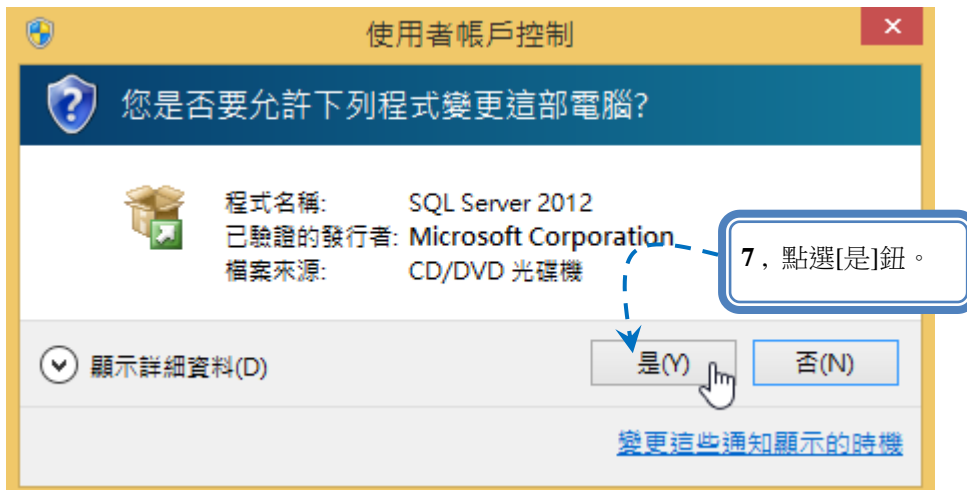 使用者帳戶控制
您是否要允許下列程式變更這部電腦?
程式名稱: SQL Server 2012
已驗證的發行者: Microsoft Corporation
檔案來源: CD/DVD 光碟機
7，點選[是]鈕。
顯示詳細資料(D)
是(Y)
否(N)
變更這些通知顯示的時機